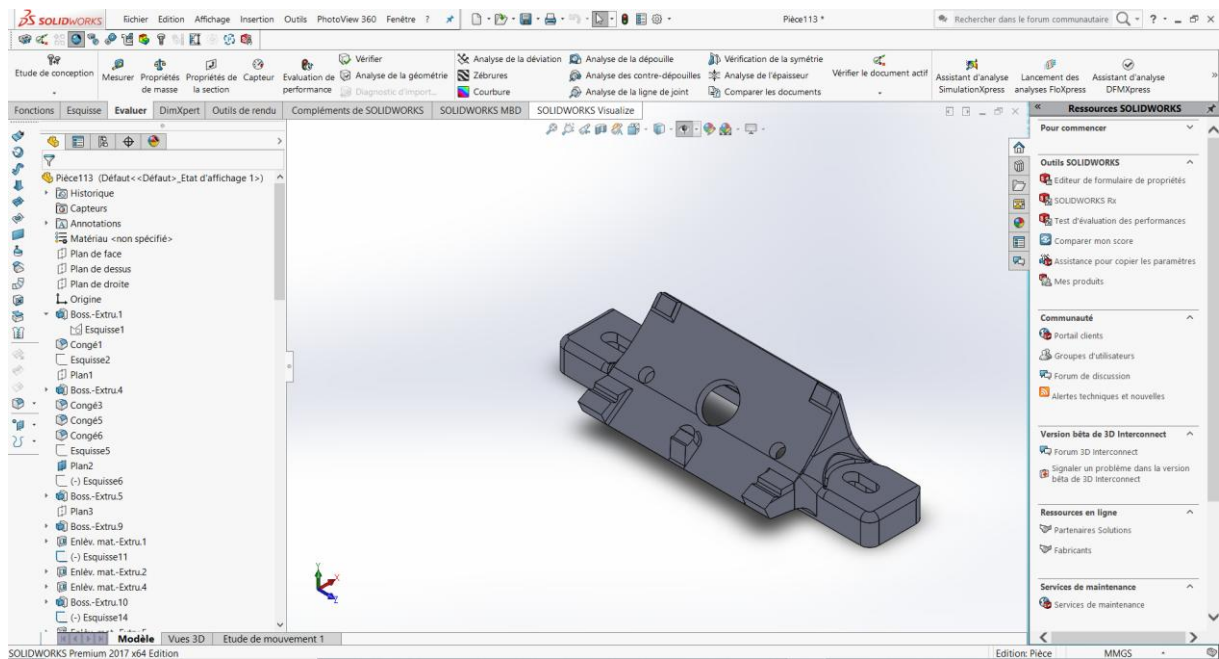 SOLIDWORKS Fichier Edition Affichage Insertion Outils PhotoView 360 Fenêtre ? Pièce113 * Rechercher dans le forum communautaire ?
Etude de conception
Mesurer
Propriétés de masse
Propriétés de la section
Capteur
Evaluation de performance
Vérifier
Analyse de la géométrie
Diagnostic d'import...
Analyse de la déviation
Zébrures
Courbure
Analyse de la dépouille
Analyse des contre-dépouilles
Analyse de la ligne de joint
Vérification de la symétrie
Analyse de l'épaisseur
Comparer les documents
Vérifier le document actif
Assistant d'analyse SimulationXpress
Lancement des analyses FloXpress
Assistant d'analyse DFMXpress
Fonctions Esquisse Evaluer DimXpert Outils de rendu Compléments de SOLIDWORKS SOLIDWORKS MBD SOLIDWORKS Visualize
Pièce113 (Défaut<<Défaut>_Etat d'affichage 1>)
Historique
Capteurs
Annotations
Matériau <non spécifié>
Plan de face
Plan de dessus
Plan de droite
Origine
Boss.-Extru.1
Esquisse1
Congé1
Esquisse2
Plan1
Boss.-Extru.4
Congé3
Congé5
Congé6
Esquisse5
Plan2
(-) Esquisse6
Boss.-Extru.5
Plan3
Boss.-Extru.9
Enlèv. mat.-Extru.1
(-) Esquisse11
Enlèv. mat.-Extru.2
Enlèv. mat.-Extru.4
Boss.-Extru.10
(-) Esquisse14
Ressources SOLIDWORKS
Pour commencer
Outils SOLIDWORKS
Editeur de formulaire de propriétés
SOLIDWORKS Rx
Test d'évaluation des performances
Comparer mon score
Assistance pour copier les paramètres
Mes produits
Communauté
Portail clients
Groupes d'utilisateurs
Forum de discussion
Alertes techniques et nouvelles
Version bêta de 3D Interconnect
Forum 3D Interconnect
Signaler un problème dans la version
bêta de 3D Interconnect
Ressources en ligne
Partenaires Solutions
Fabricants
Services de maintenance
Services de maintenance
Modèle Vues 3D Etude de mouvement 1
SOLIDWORKS Premium 2017 x64 Edition Edition: Pièce MMGS